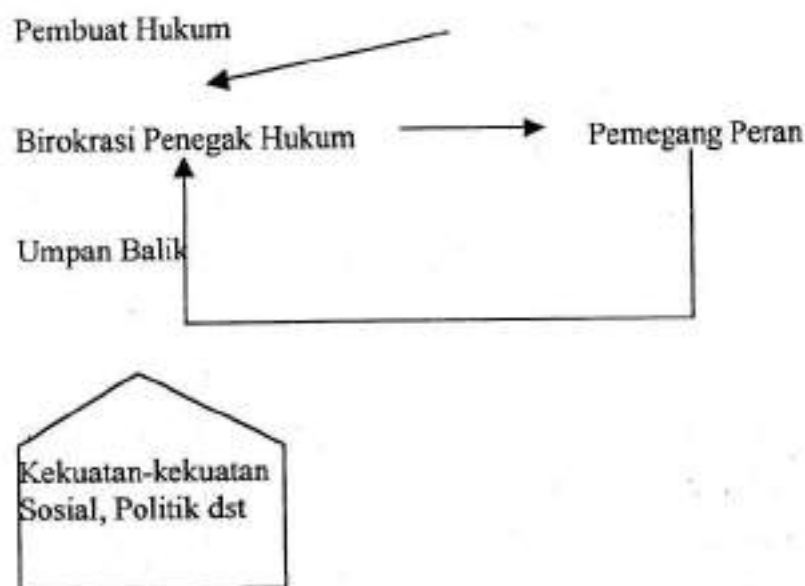 Pembuat Hukum
Birokrasi Penegak Hukum Pemegang Peran
Umpan Balik
Kekuatan-kekuatan
Sosial, Politik dst